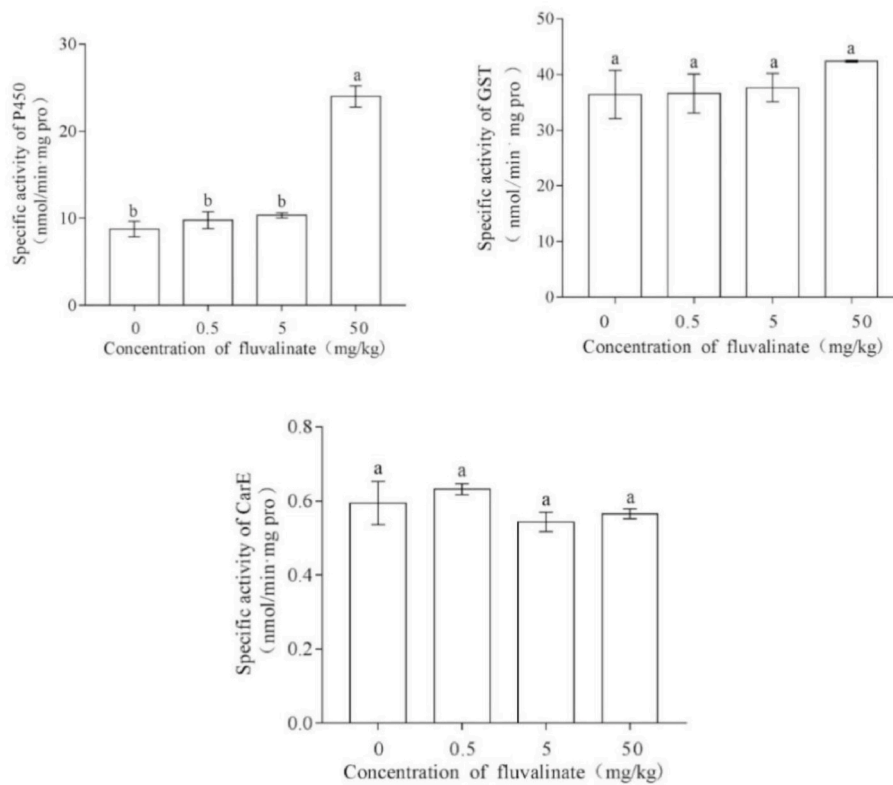 Specific activity of P450
（nmol/min·mg pro）
30
20
10
0
b
b
b
a
0 0.5 5 50
Concentration of fluvalinate（mg/kg）
Specific activity of GST
（ nmol/min˙mg pro ）
50
40
30
20
10
0
a
a
a
a
0 0.5 5 50
Concentration of fluvalinate（mg/kg）
Specific activity of CarE
（nmol/min·mg pro）
0.8
0.6
0.4
0.2
0.0
a
a
a
a
0 0.5 5 50
Concentration of fluvalinate（mg/kg）